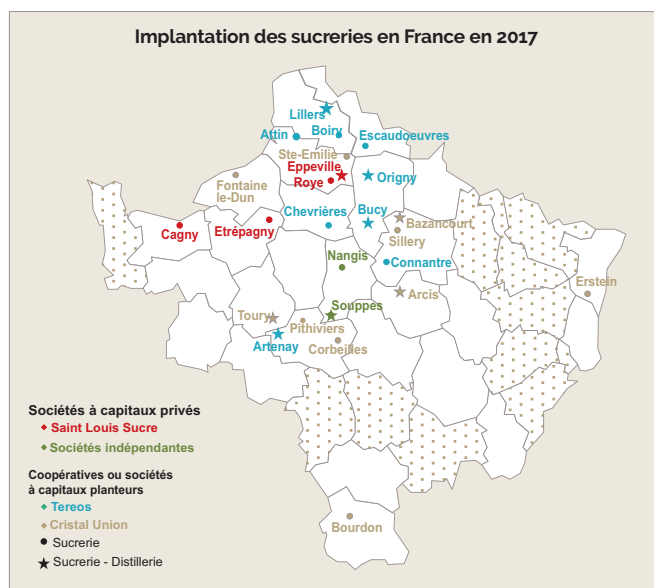 Implantation des sucreries en France en 2017
Lillers
Attin
Boiry
Escaudoeuvres
Ste-Emilie
Eppeville
Roye
Origny
Fontaine
le-Dun
Chevrières
Bucy
Bazancourt
Cagny
Etrépagny
Sillery
Nangis
Connantre
Erstein
Arcis
Souppes
Toury
Pithiviers
Artenay
Corbeilles
Bourdon
Sociétés à capitaux privés
Saint Louis Sucre
Sociétés indépendantes
Coopératives ou sociétés
à capitaux planteurs
Tereos
Cristal Union
Sucrerie
Sucrerie - Distillerie